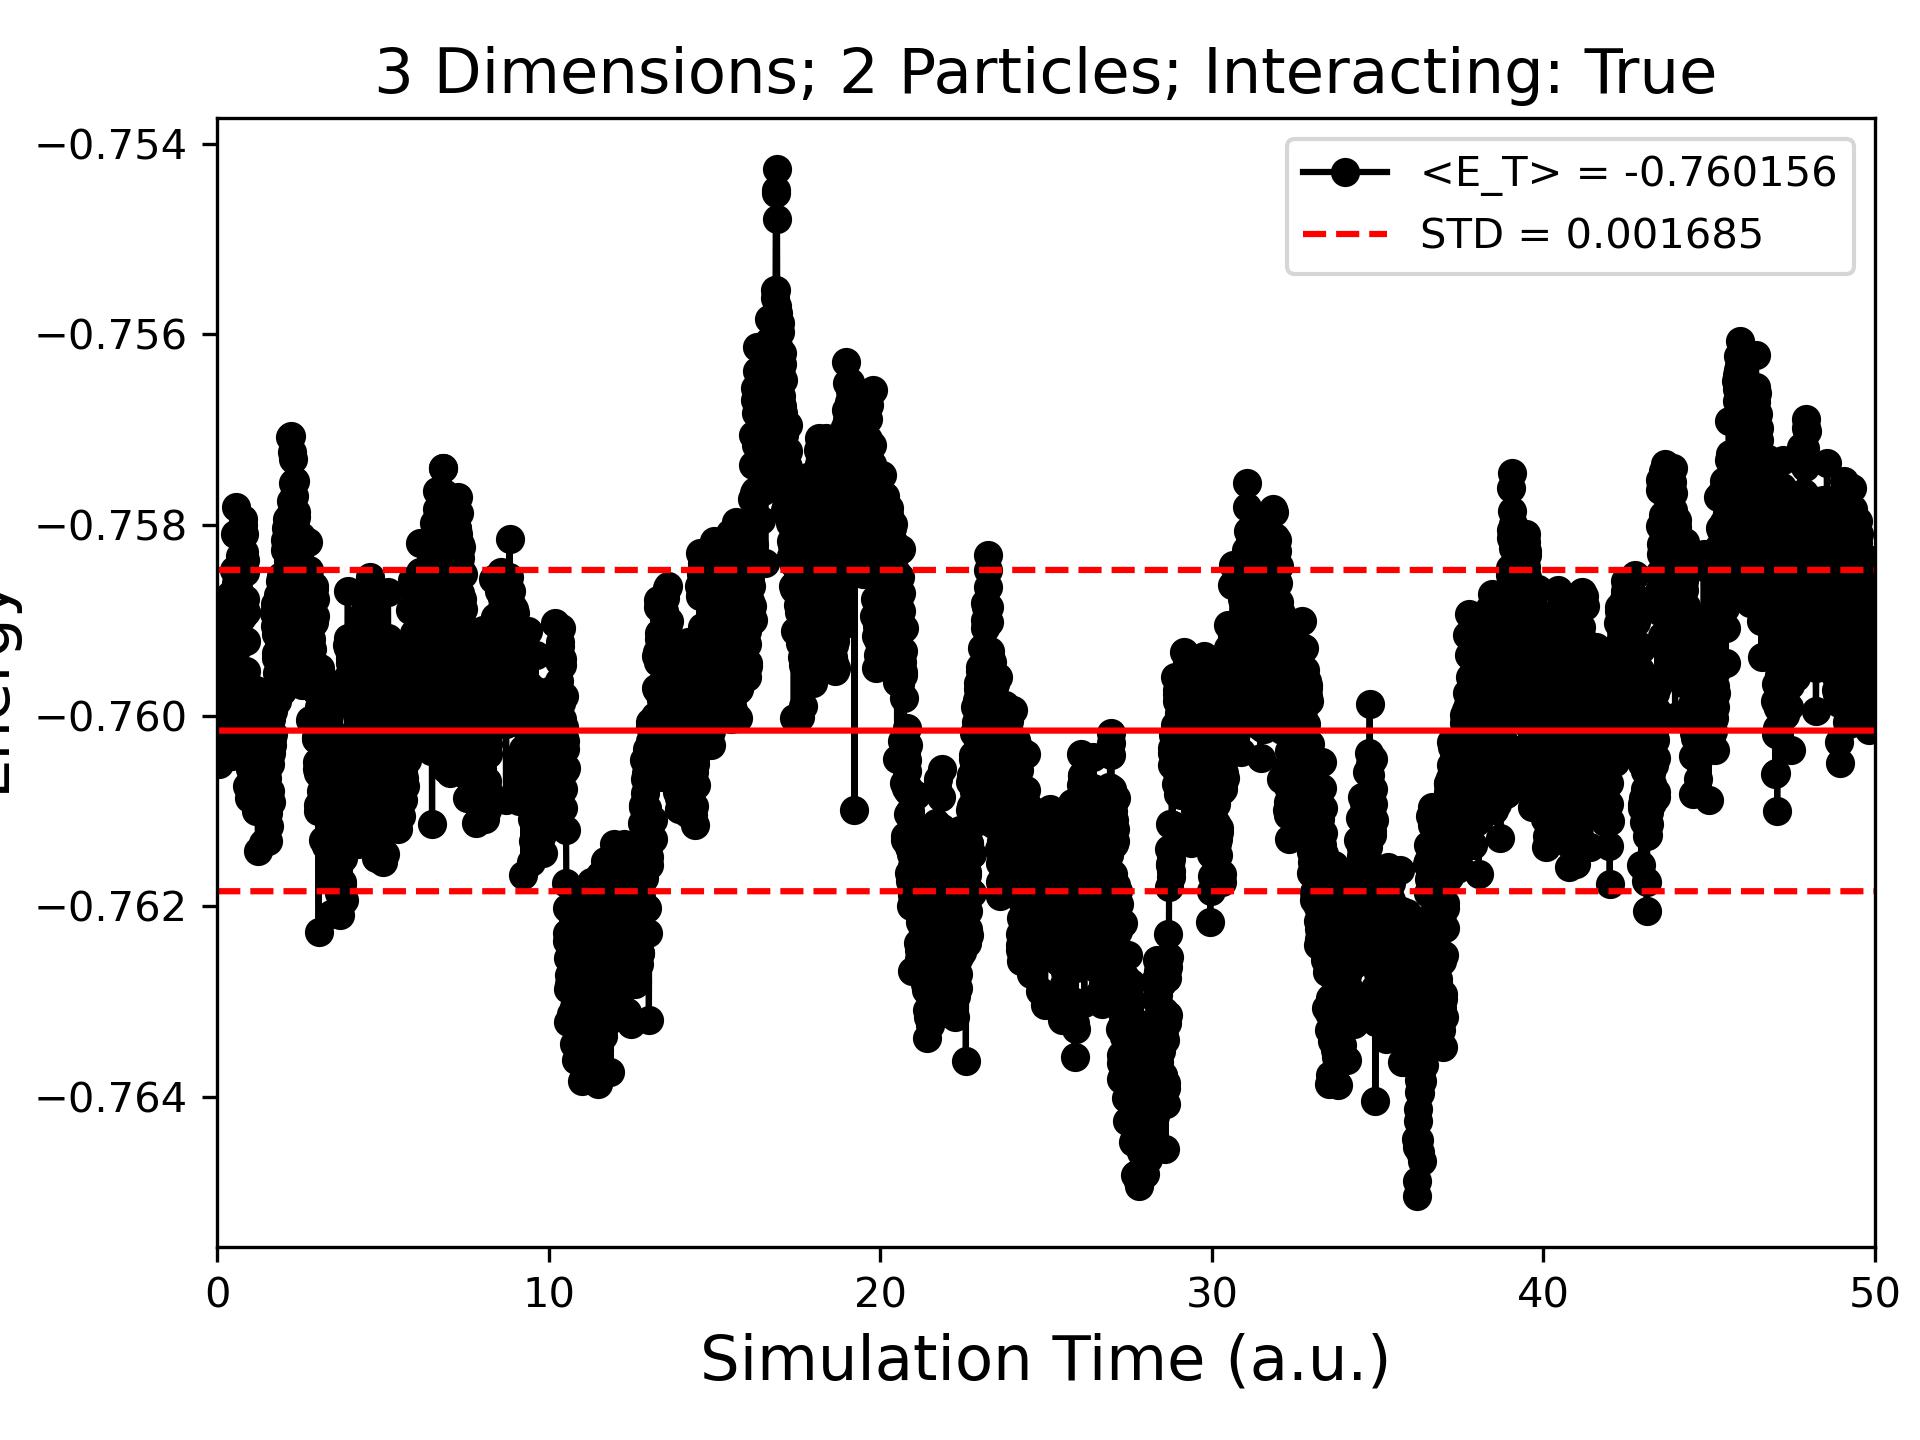 3 Dimensions; 2 Particles; Interacting: True
<E_T> = -0.760156
STD = 0.001685
−0.754
−0.756
−0.758
−0.760
−0.762
−0.764
Energy
0 10 20 30 40 50
Simulation Time (a.u.)